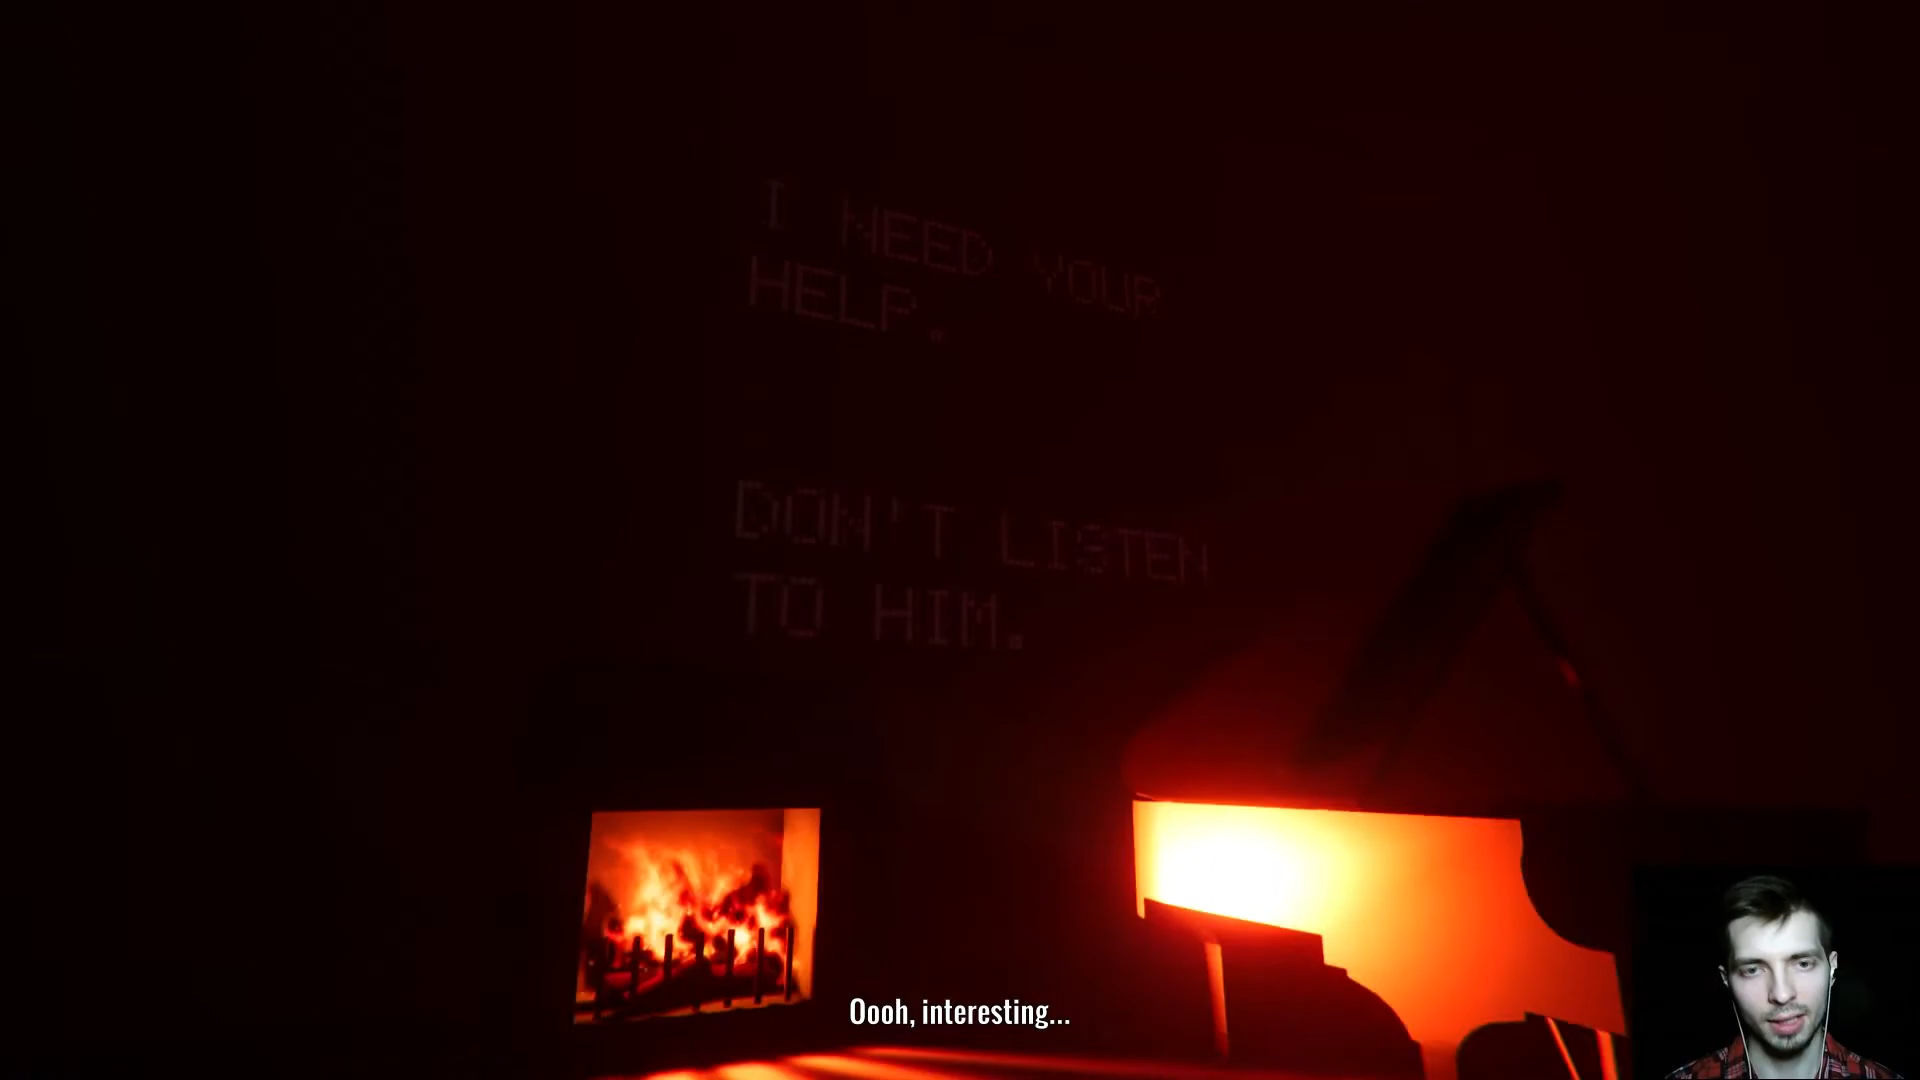 I NEED YOUR
HELP.
DON'T LISTEN
TO HIM.
Oooh, interesting...